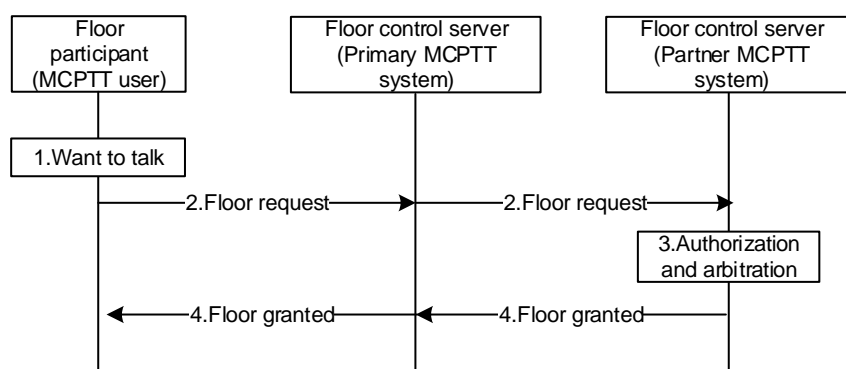 Floor
participant
(MCPTT user)
Floor control server
(Primary MCPTT
system)
Floor control server
(Partner MCPTT
system)
1.Want to talk
2.Floor request
2.Floor request
3.Authorization
and arbitration
4.Floor granted
4.Floor granted